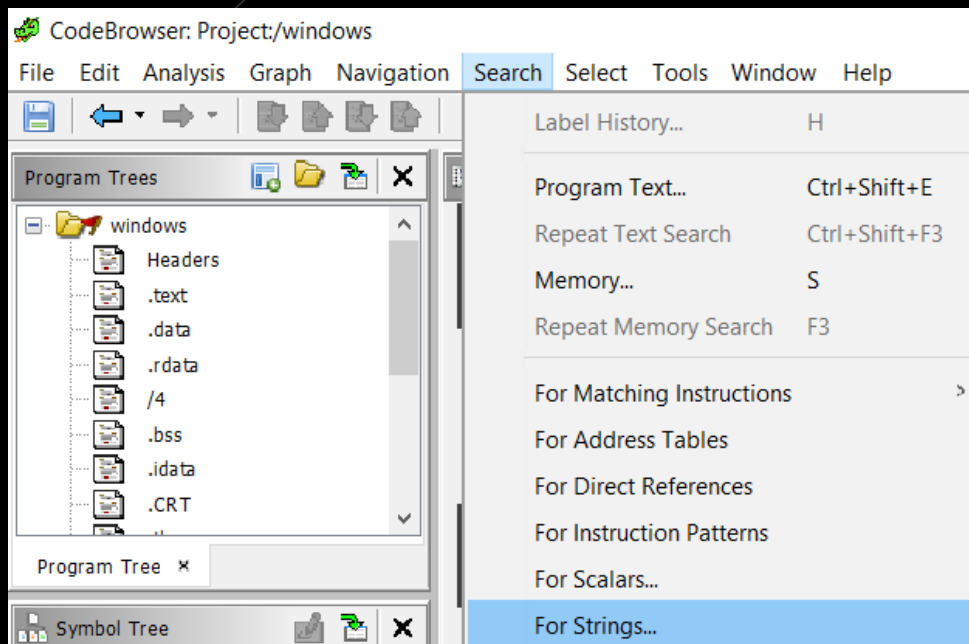 CodeBrowser: Project:/windows
File Edit Analysis Graph Navigation Search Select Tools Window Help
Label History... H
Program Text... Ctrl+Shift+E
Repeat Text Search Ctrl+Shift+F3
Memory... S
Repeat Memory Search F3
For Matching Instructions >
For Address Tables
For Direct References
For Instruction Patterns
For Scalars...
For Strings...
Program Trees
windows
Headers
.text
.data
.rdata
/4
.bss
.idata
.CRT
Program Tree
Symbol Tree